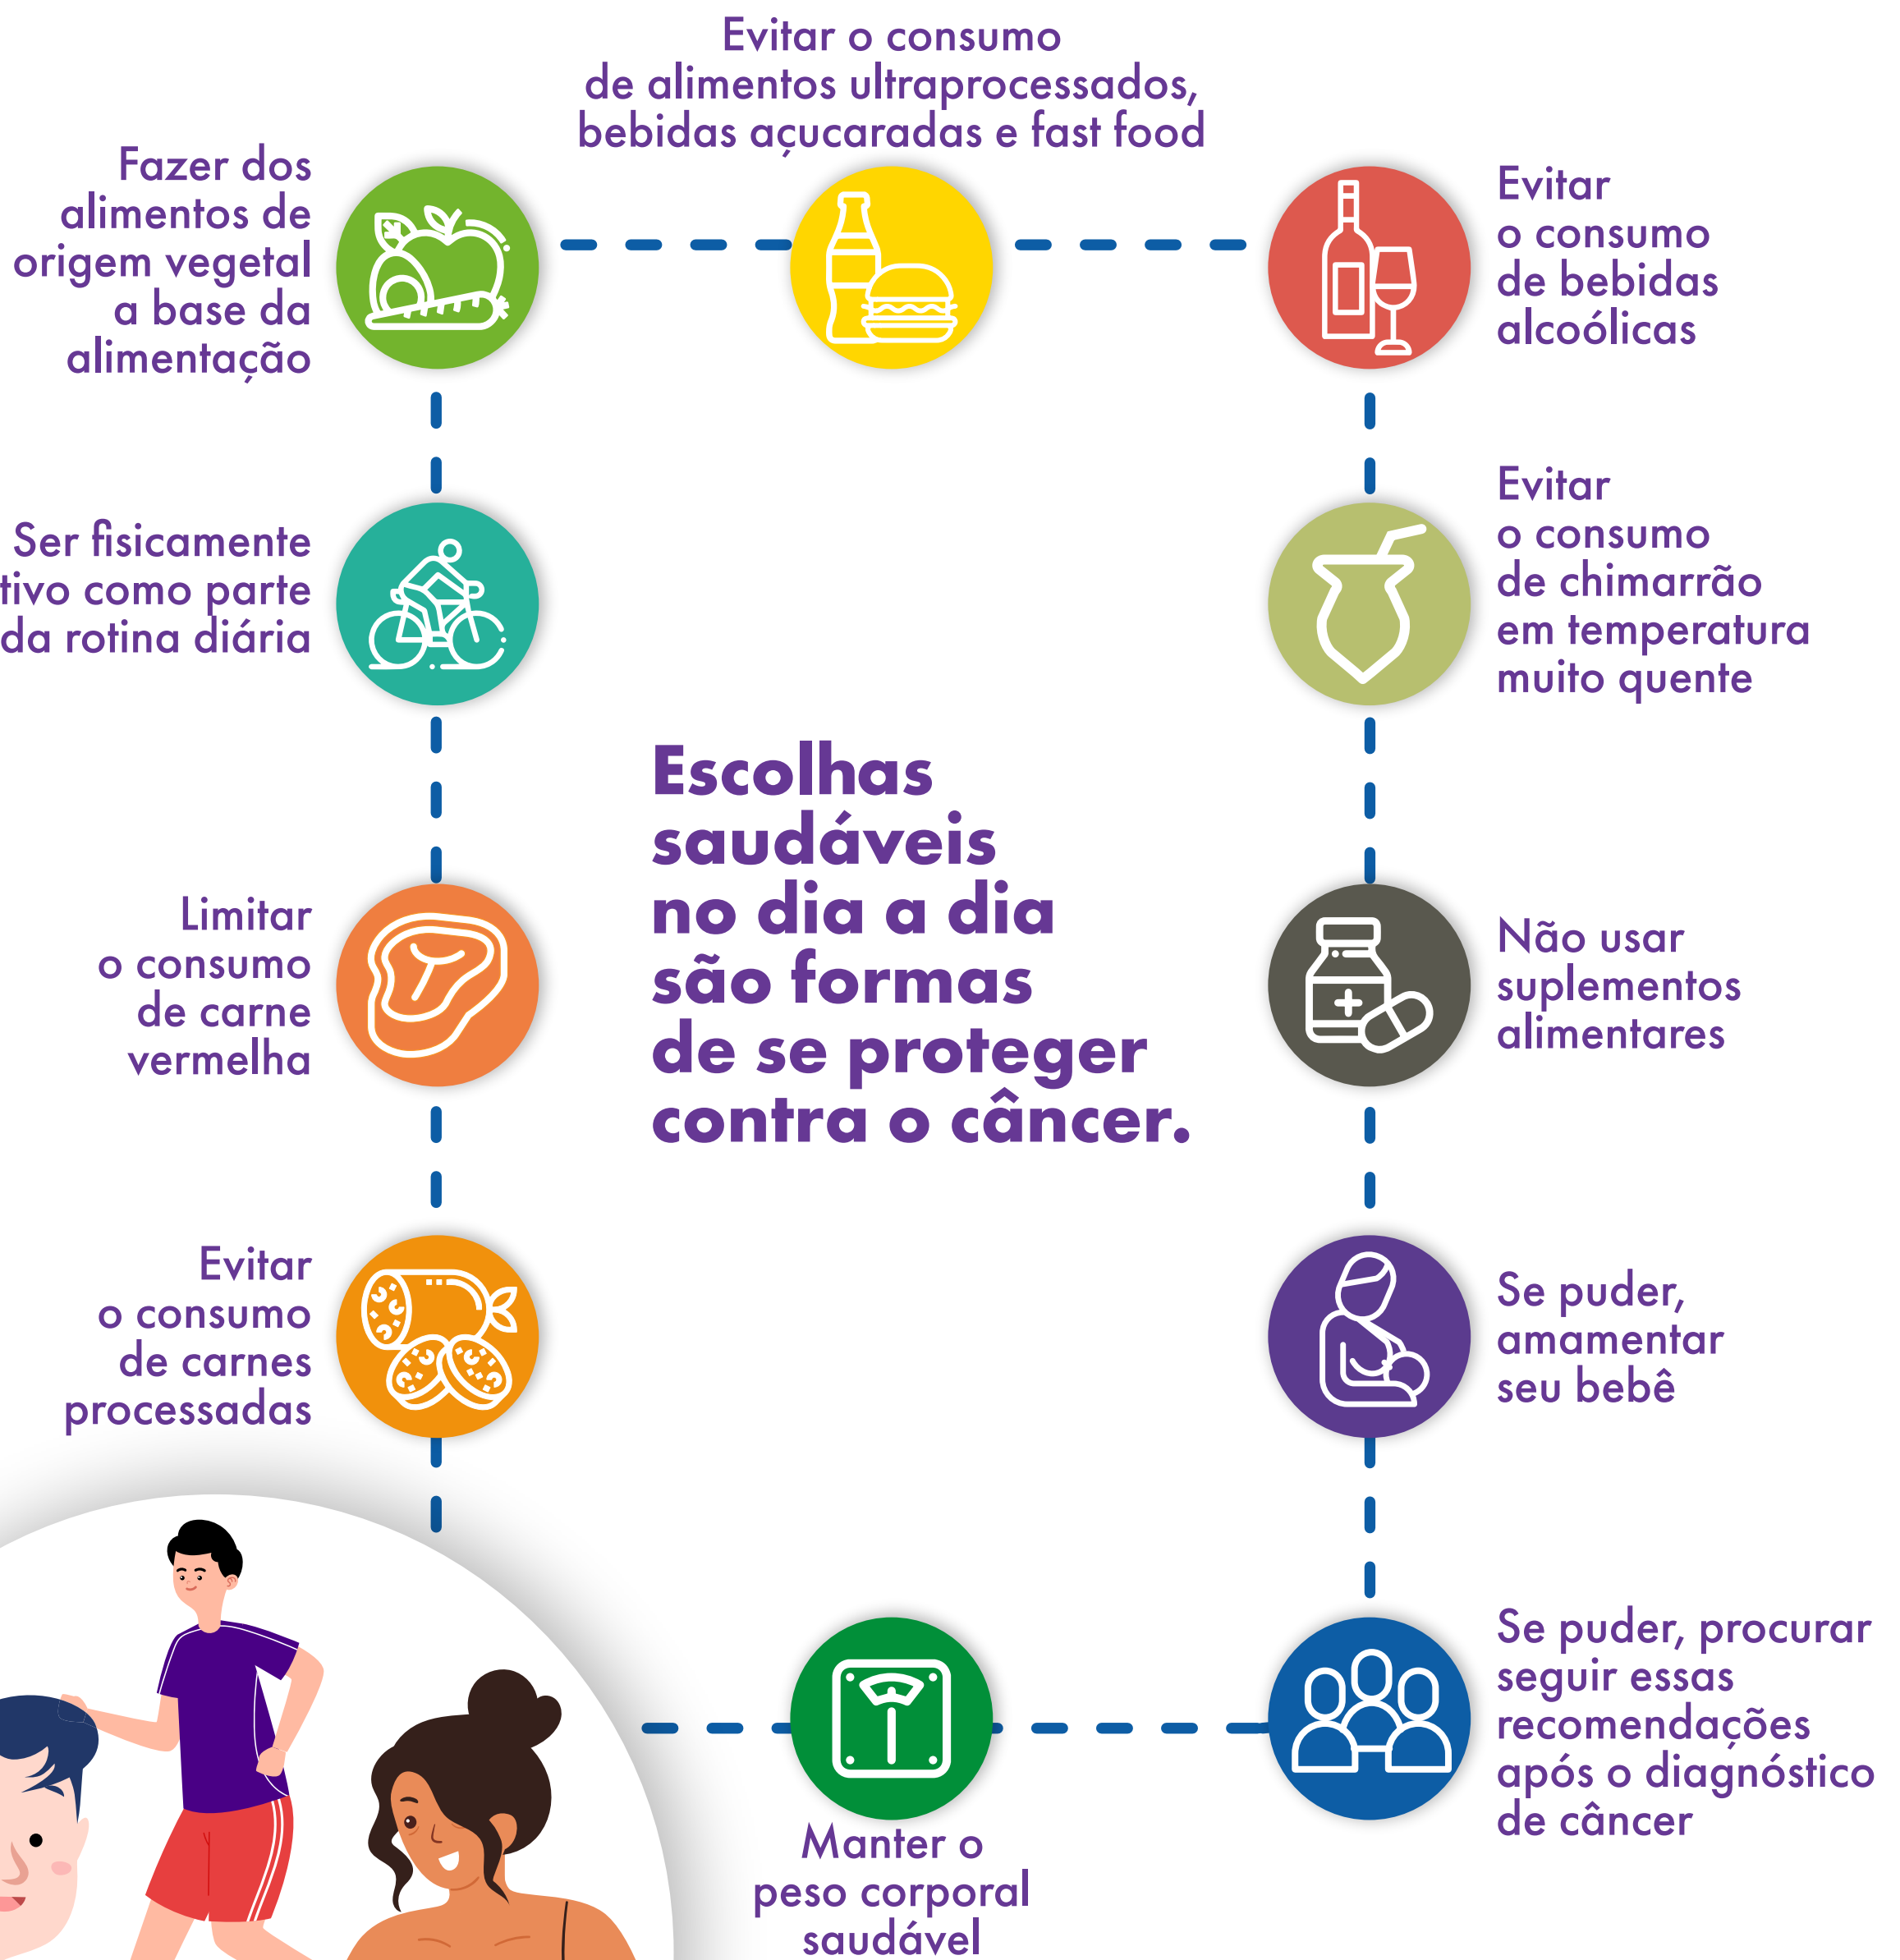 Evitar o consumo
de alimentos ultraprocessados,
bebidas açucaradas e fast food
Fazer dos
alimentos de
origem vegetal
a base da
alimentação
Evitar
o consumo
de bebidas
alcoólicas
Ser fisicamente
tivo como parte
da rotina diária
Evitar
o consumo
de chimarrão
em temperatura
muito quente
Escolhas
saudáveis
no dia a dia
são formas
de se proteger
contra o câncer.
Limitar
o consumo
de carne
vermelha
Não usar
suplementos
alimentares
Evitar
o consumo
de carnes
processadas
Se puder,
amamentar
seu bebê
Se puder, procurar
seguir essas
recomendações
após o diagnóstico
de câncer
Manter o
peso corporal
saudável